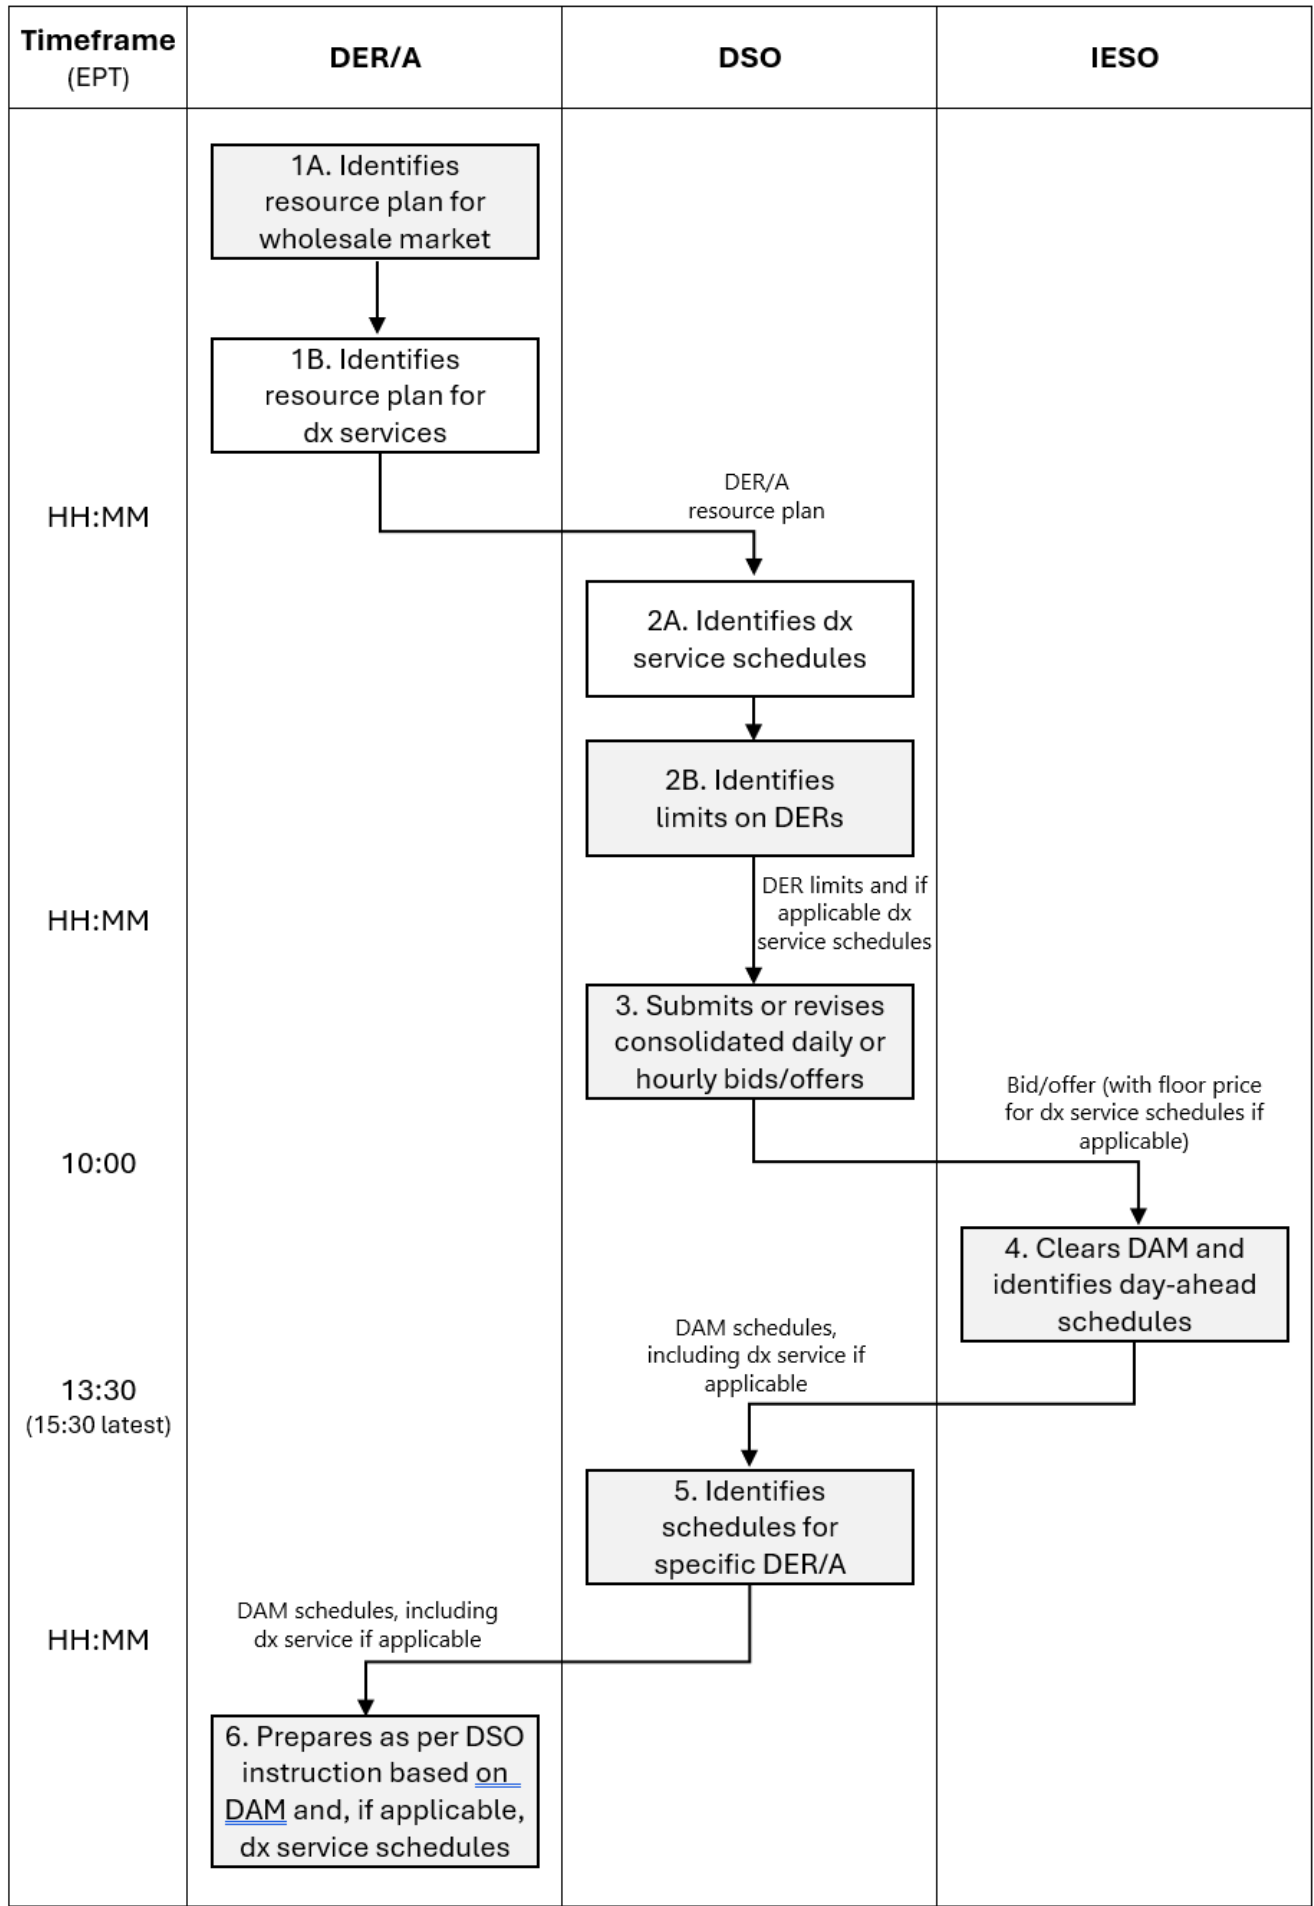 Timeframe
(EPT)
DER/A
DSO
IESO
1A. Identifies
resource plan for
wholesale market
1B. Identifies
resource plan for
dx services
HH:MM
DER/A
resource plan
2A. Identifies dx
service schedules
2B. Identifies
limits on DERs
HH:MM
DER limits and if
applicable dx
service schedules
3. Submits or revises
consolidated daily or
hourly bids/offers
10:00
Bid/offer (with floor price
for dx service schedules if
applicable)
4. Clears DAM and
identifies day-ahead
schedules
13:30
(15:30 latest)
DAM schedules,
including dx service if
applicable
5. Identifies
schedules for
specific DER/A
HH:MM
DAM schedules, including
dx service if applicable
6. Prepares as per DSO
instruction based on
DAM and, if applicable,
dx service schedules